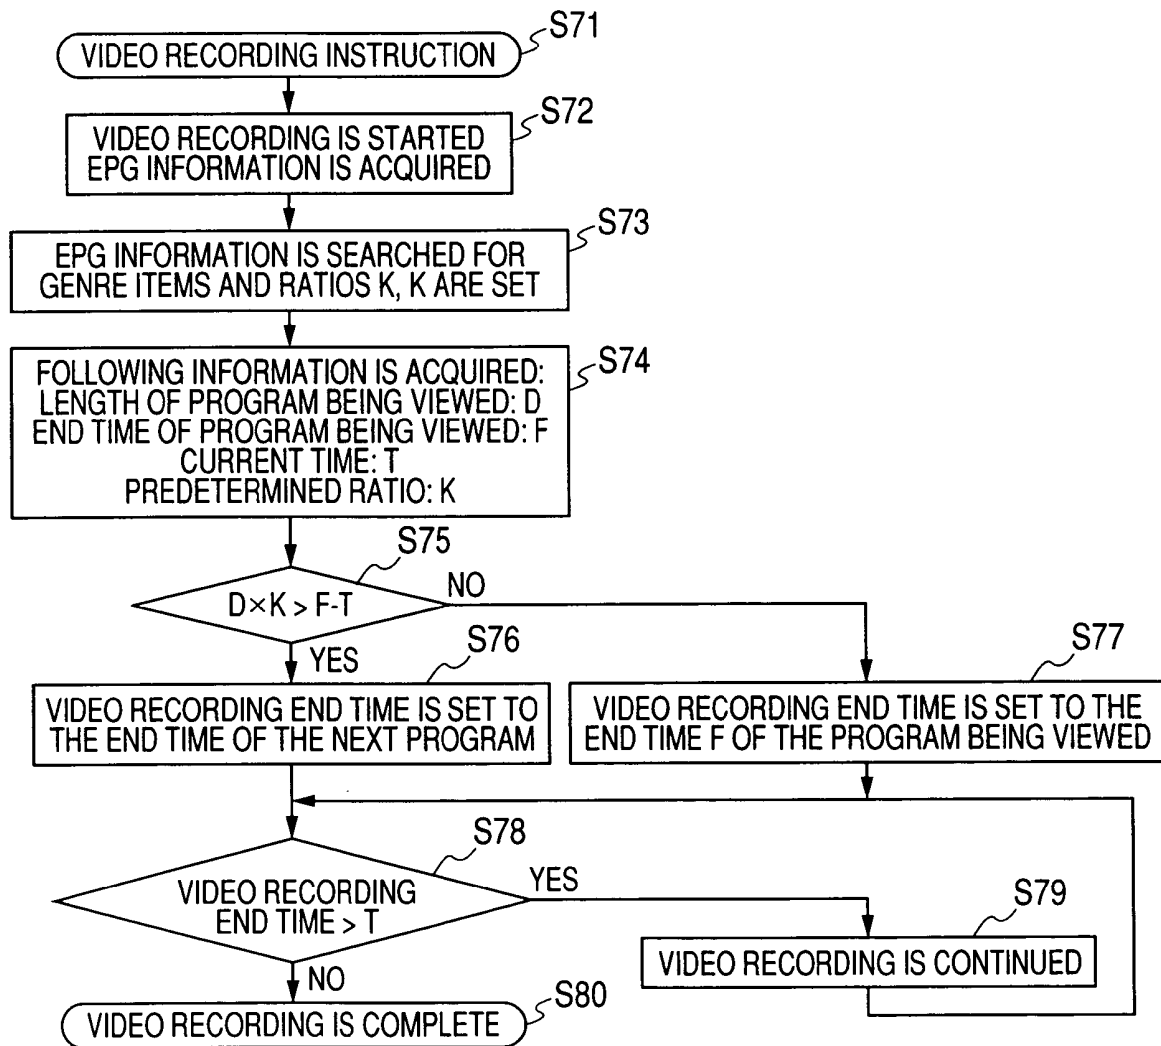 S71
VIDEO RECORDING INSTRUCTION
S72
VIDEO RECORDING IS STARTED
EPG INFORMATION IS ACQUIRED
S73
EPG INFORMATION IS SEARCHED FOR
GENRE ITEMS AND RATIOS K, K ARE SET
S74
FOLLOWING INFORMATION IS ACQUIRED:
LENGTH OF PROGRAM BEING VIEWED: D
END TIME OF PROGRAM BEING VIEWED: F
CURRENT TIME: T
PREDETERMINED RATIO: K
S75
D×K > F-T
NO
YES
S76
VIDEO RECORDING END TIME IS SET TO
THE END TIME OF THE NEXT PROGRAM
S77
VIDEO RECORDING END TIME IS SET TO THE
END TIME F OF THE PROGRAM BEING VIEWED
S78
VIDEO RECORDING
END TIME > T
YES
NO
S79
VIDEO RECORDING IS CONTINUED
S80
VIDEO RECORDING IS COMPLETE